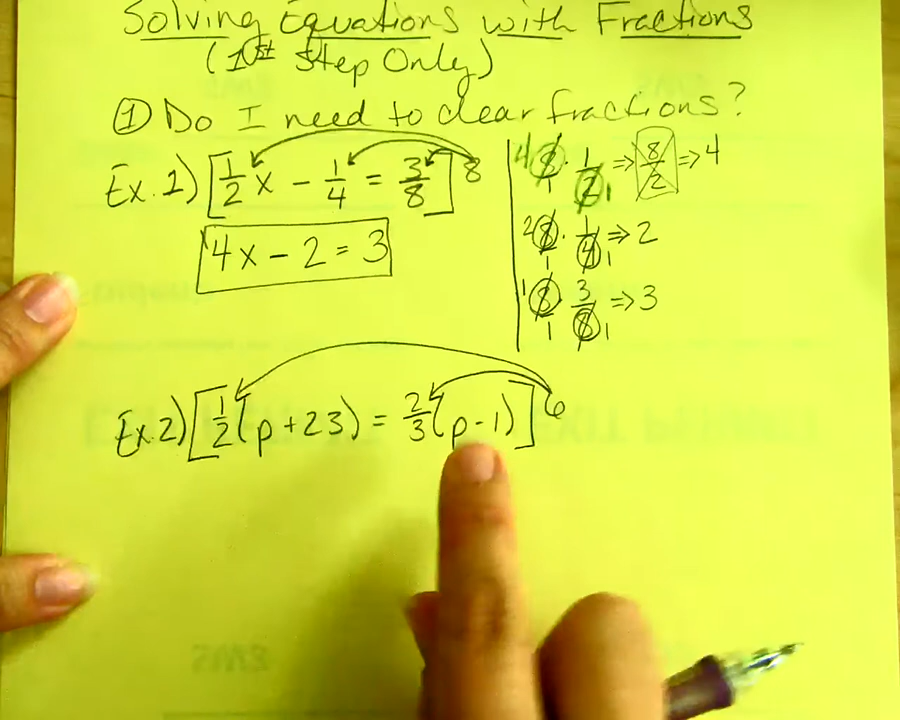 Solving Equations with Fractions
(1st Step Only)
① Do I need to clear fractions?
Ex. 1) [1/2 x - 1/4 = 3/8] 8
4x - 2 = 3
4 8/1 · 1/2 1 ⇒ 8/2 ⇒ 4
2 8/1 · 1/4 1 ⇒ 2
1 8/1 · 3/8 1 ⇒ 3
Ex. 2) [1/2 (p + 23) = 2/3 (p - 1)] 6